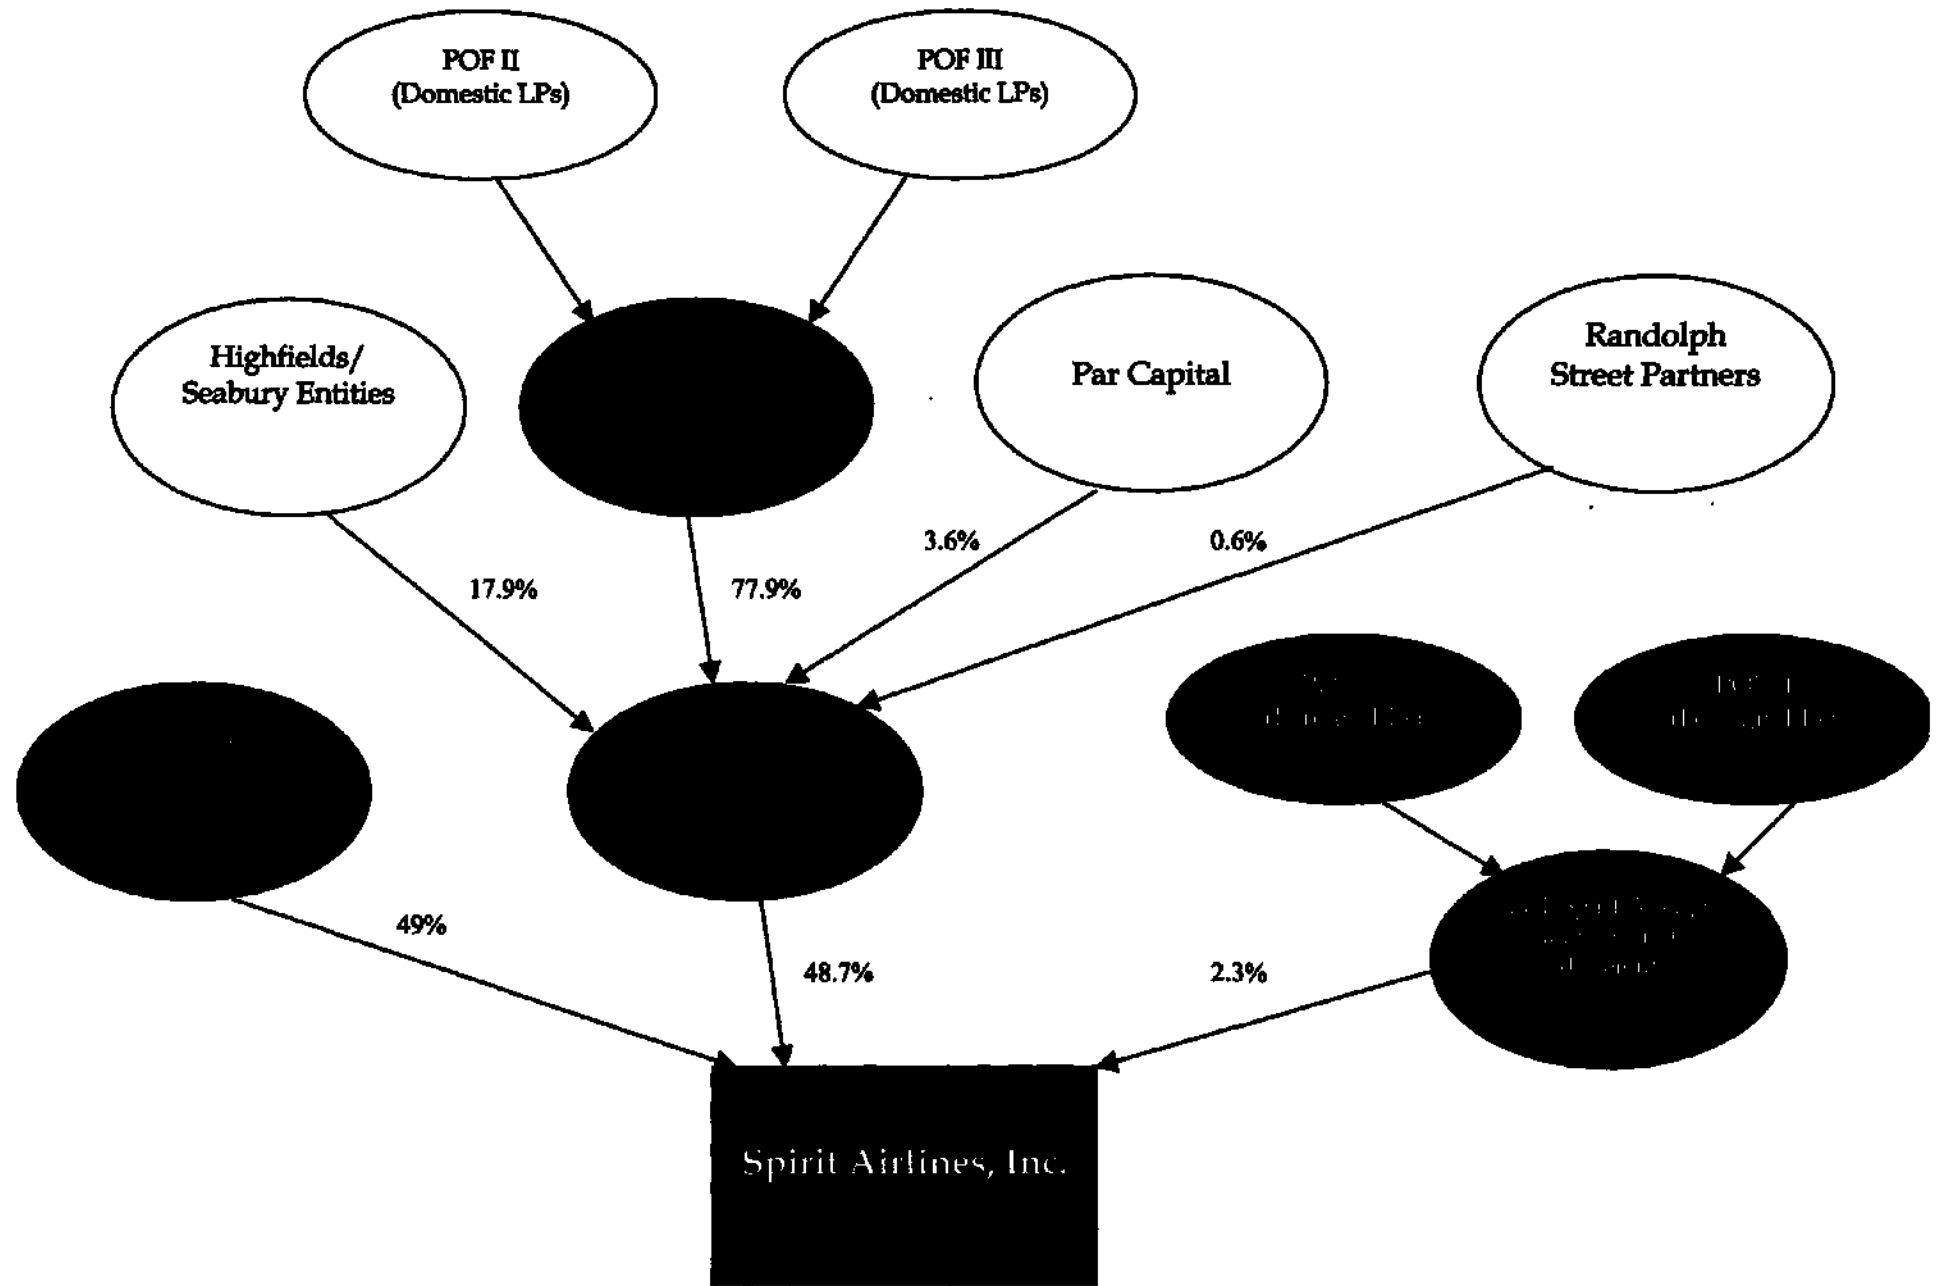 POF II
(Domestic LPs)
POF III
(Domestic LPs)
Highfields/
Seabury Entities
Par Capital
Randolph
Street Partners
3.6%
0.6%
17.9%
77.9%
49%
48.7%
2.3%
Spirit Airlines, Inc.